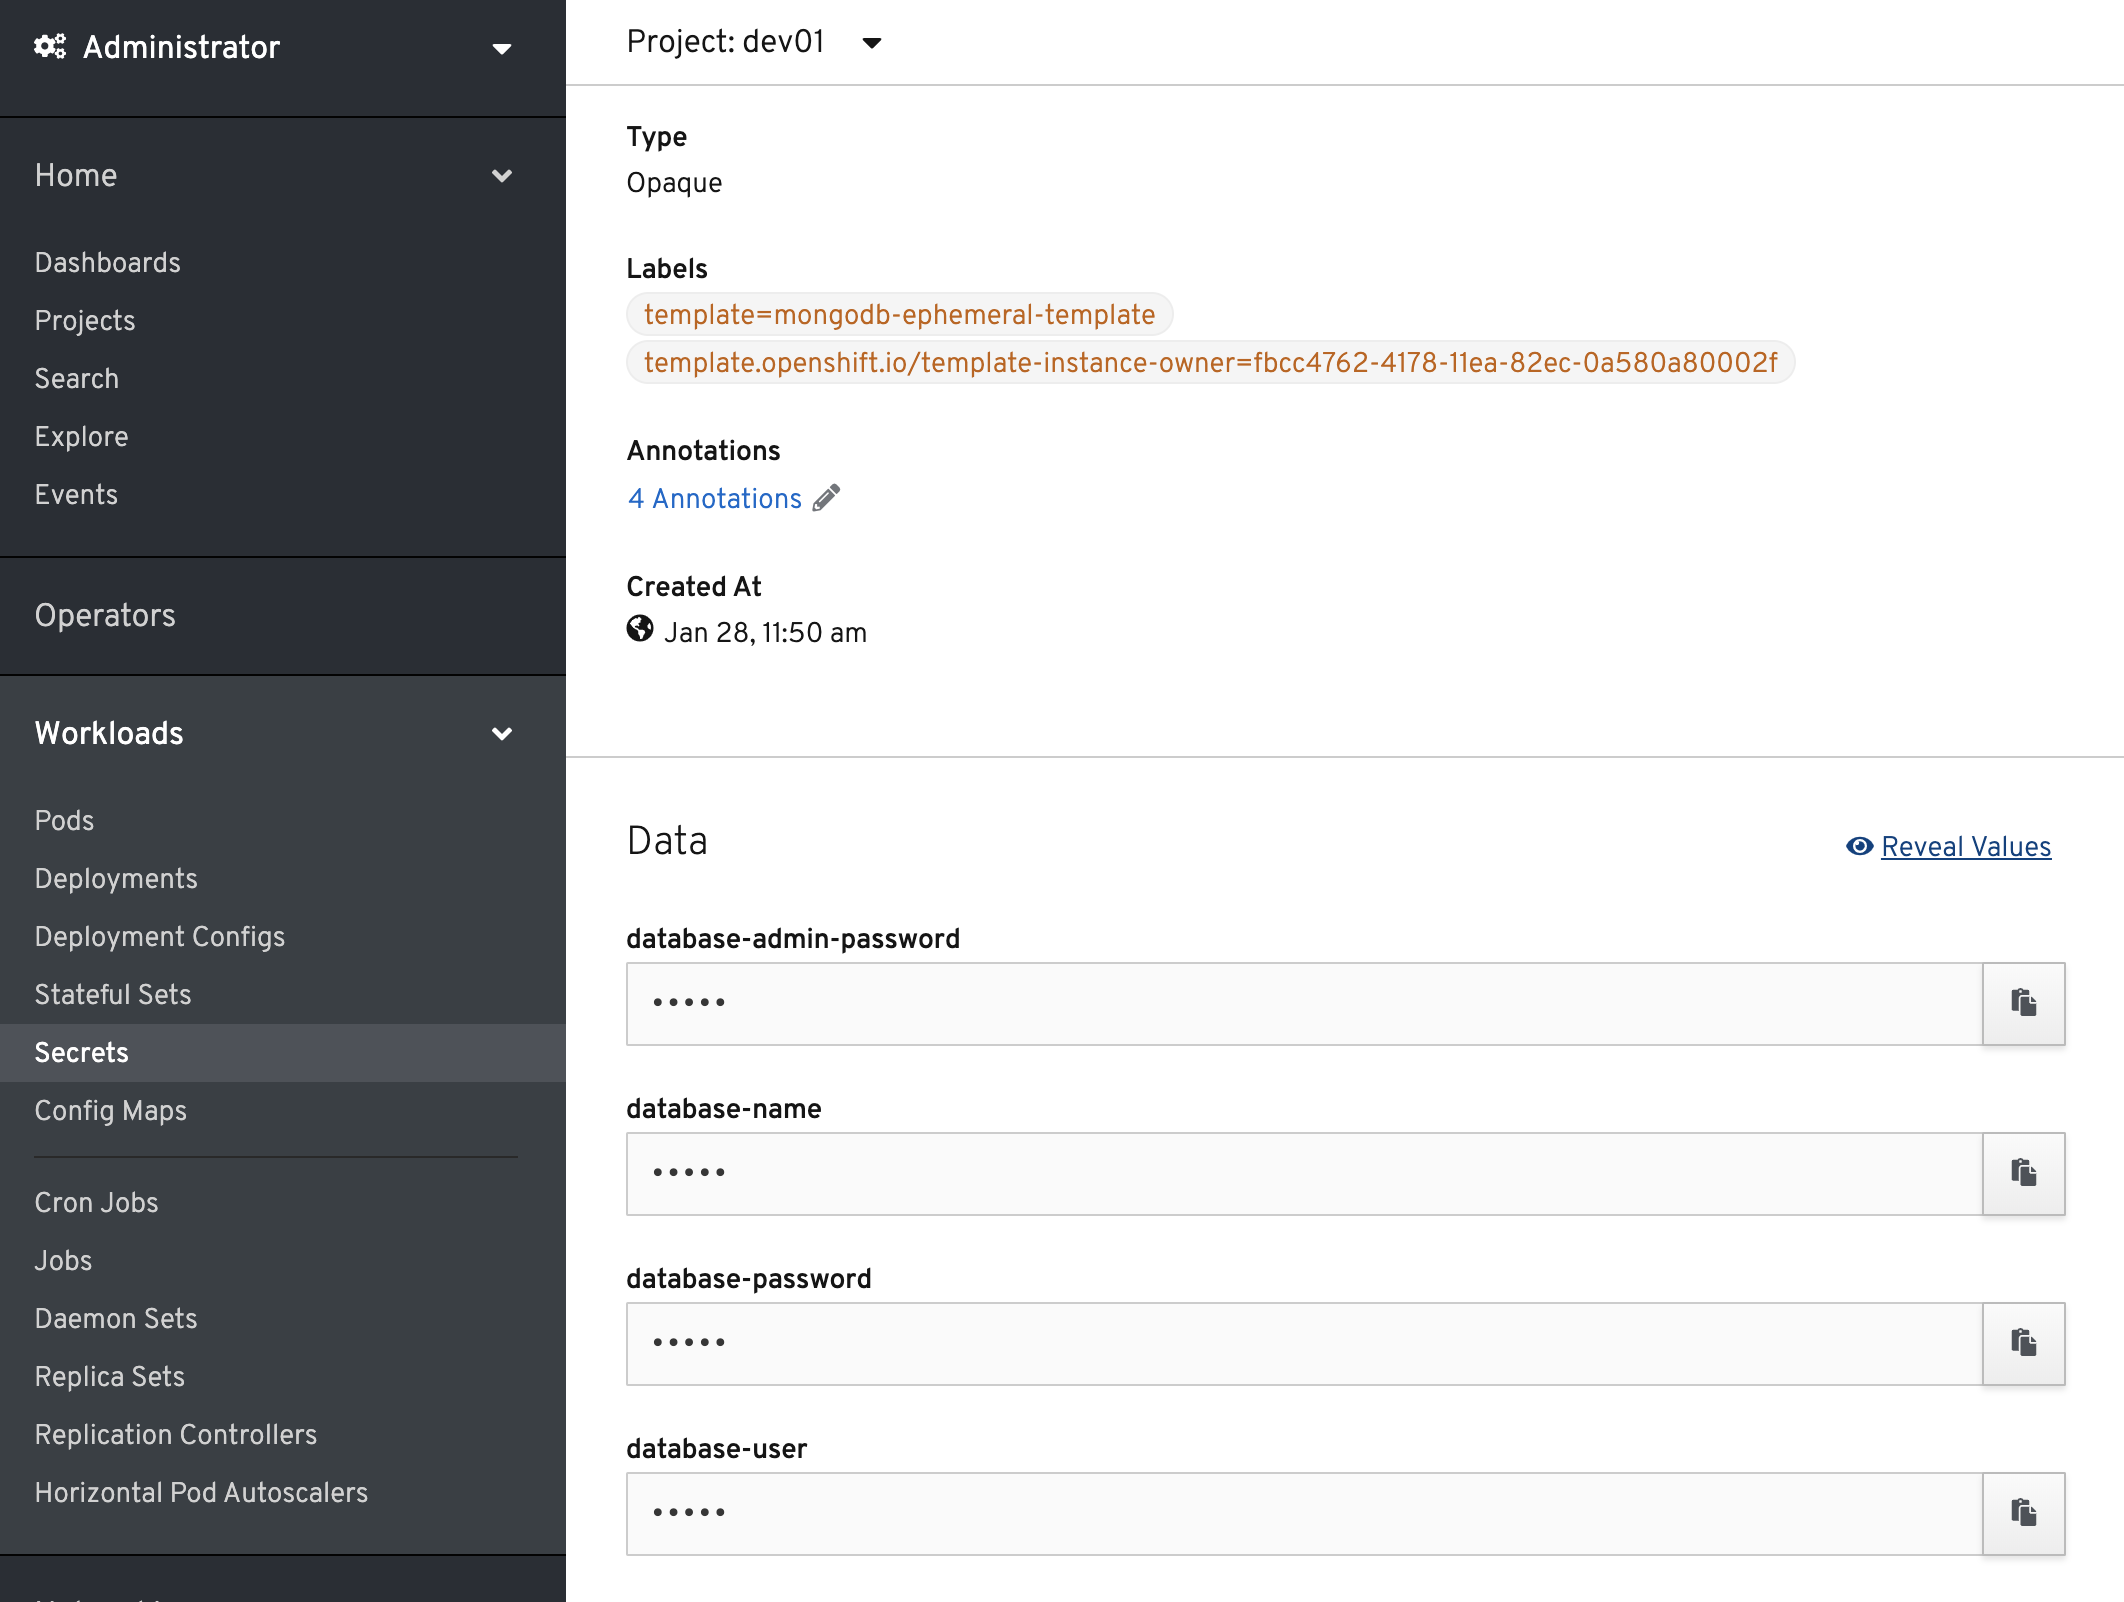 Administrator
Home
Dashboards
Projects
Search
Explore
Events
Operators
Workloads
Pods
Deployments
Deployment Configs
Stateful Sets
Secrets
Config Maps
Cron Jobs
Jobs
Daemon Sets
Replica Sets
Replication Controllers
Horizontal Pod Autoscalers
Project: dev01
Type
Opaque
Labels
template=mongodb-ephemeral-template
template.openshift.io/template-instance-owner=fbcc4762-4178-11ea-82ec-0a580a80002f
Annotations
4 Annotations
Created At
Jan 28, 11:50 am
Data
Reveal Values
database-admin-password
•••••
database-name
•••••
database-password
•••••
database-user
•••••